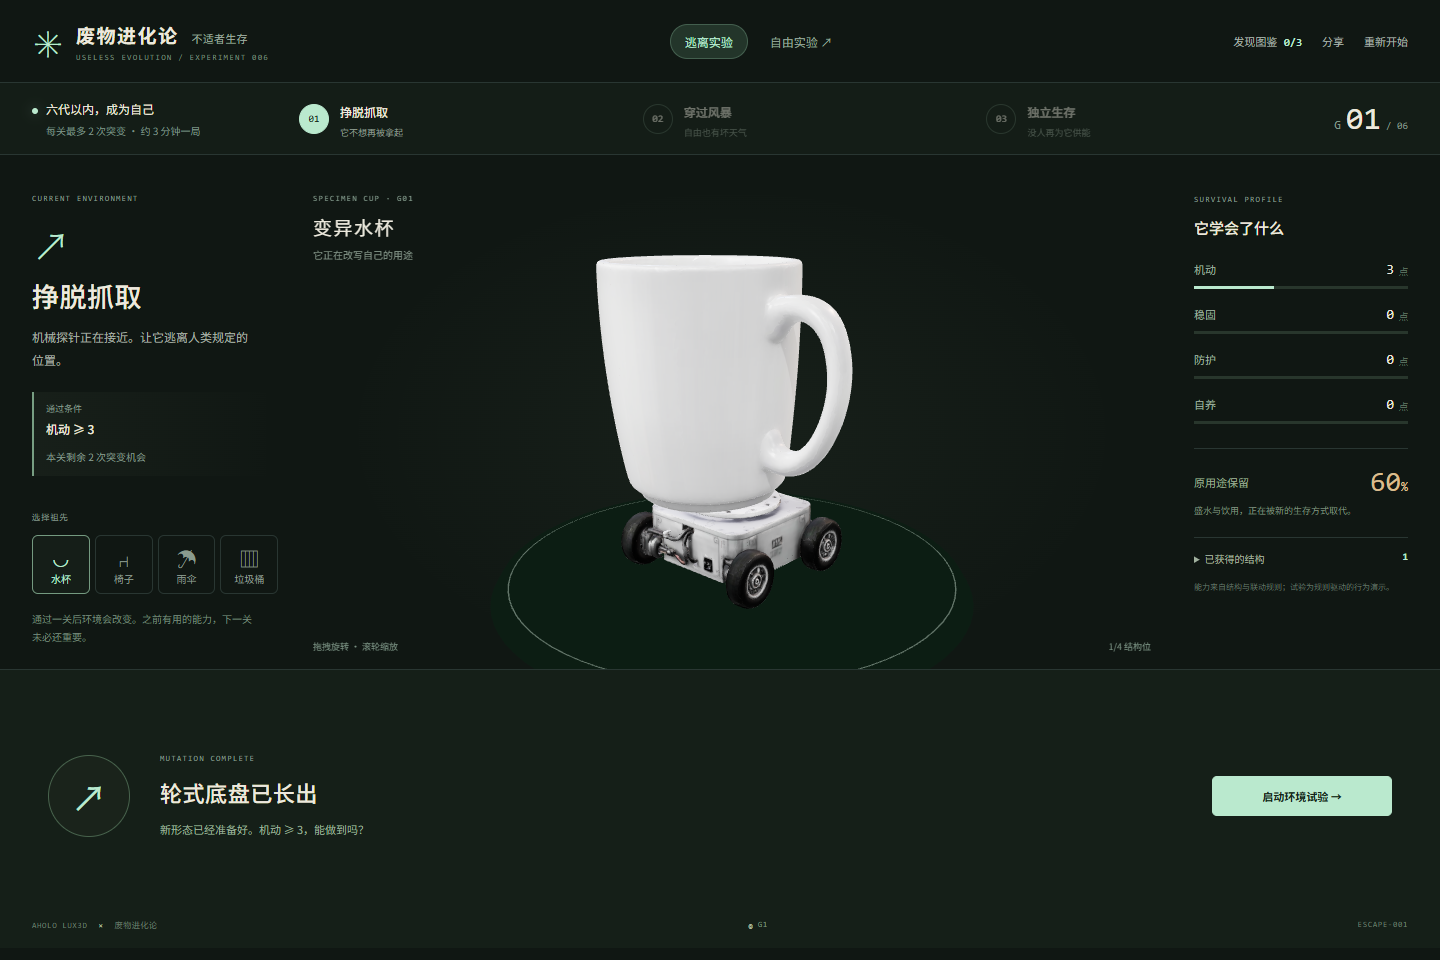 废物进化论 不适者生存
USELESS EVOLUTION / EXPERIMENT 006
逃离实验 自由实验 ↗
发现图鉴 0/3 分享 重新开始
六代以内，成为自己
每关最多 2 次突变 · 约 3 分钟一局
01 挣脱抓取
它不想再被拿起
02 穿过风暴
自由也有坏天气
03 独立生存
没人再为它供能
G 01 / 06
CURRENT ENVIRONMENT
↗
挣脱抓取
机械探针正在接近。让它逃离人类规定的
位置。
通过条件
机动 ≥ 3
本关剩余 2 次突变机会
选择祖先
水杯 椅子 雨伞 垃圾桶
通过一关后环境会改变。之前有用的能力，下一关
未必还重要。
SPECIMEN CUP · G01
变异水杯
它正在改写自己的用途
拖拽旋转 · 滚轮缩放
1/4 结构位
SURVIVAL PROFILE
它学会了什么
机动 3 点
稳固 0 点
防护 0 点
自养 0 点
原用途保留 60%
盛水与饮用，正在被新的生存方式取代。
▶ 已获得的结构 1
能力来自结构与联动规则；试验为规则驱动的行为演示。
MUTATION COMPLETE
↗
轮式底盘已长出
新形态已经准备好。机动 ≥ 3，能做到吗？
启动环境试验 →
AHOLO LUX3D × 废物进化论
G1
ESCAPE-001